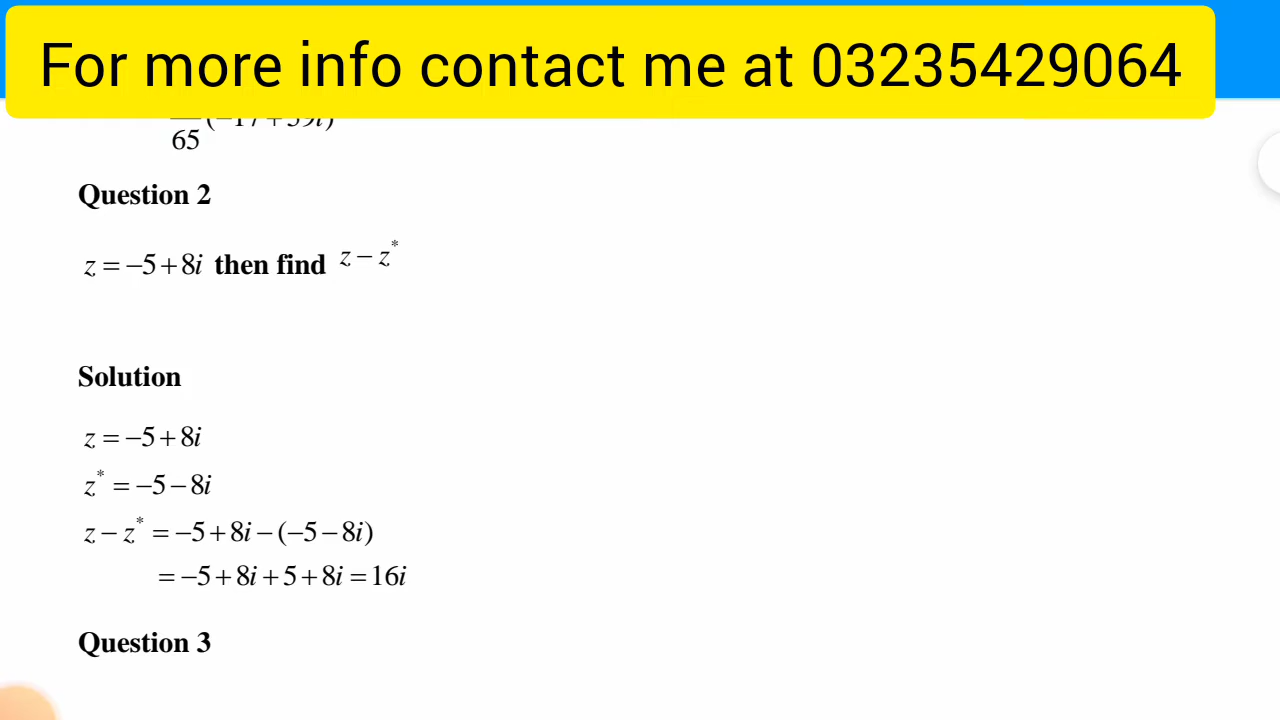 For more info contact me at 03235429064
65
Question 2
z = −5 + 8i then find z − z*
Solution
z = −5 + 8i
z* = −5 − 8i
z − z* = −5 + 8i − (−5 − 8i)
= −5 + 8i + 5 + 8i = 16i
Question 3